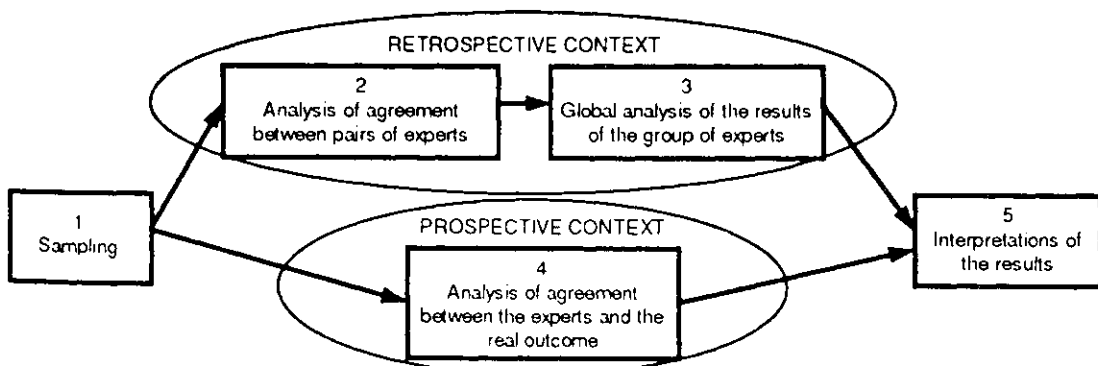 RETROSPECTIVE CONTEXT
2
Analysis of agreement
between pairs of experts
3
Global analysis of the results
of the group of experts
1
Sampling
PROSPECTIVE CONTEXT
4
Analysis of agreement
between the experts and the
real outcome
5
Interpretations of
the results